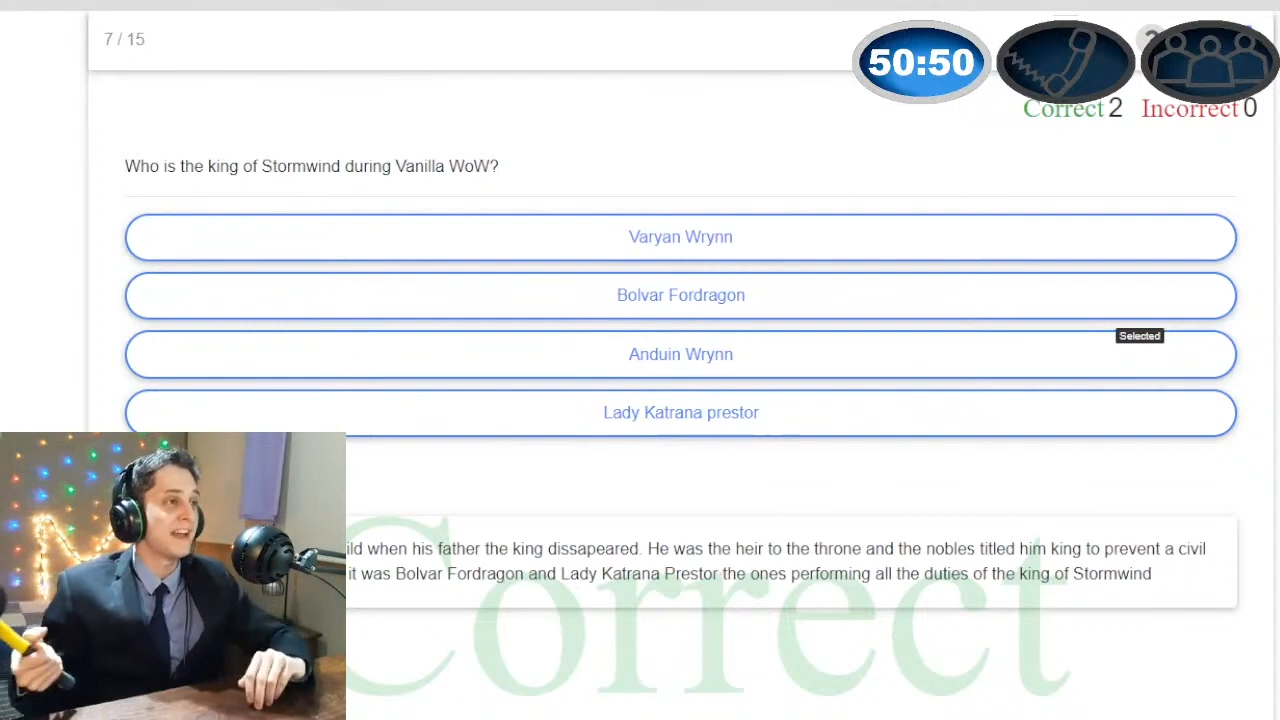 7 / 15
50:50
Correct 2 Incorrect 0
Who is the king of Stormwind during Vanilla WoW?
Varyan Wrynn
Bolvar Fordragon
Selected
Anduin Wrynn
Lady Katrana prestor
when his father the king dissapeared. He was the heir to the throne and the nobles titled him king to prevent a civil
it was Bolvar Fordragon and Lady Katrana Prestor the ones performing all the duties of the king of Stormwind
Correct